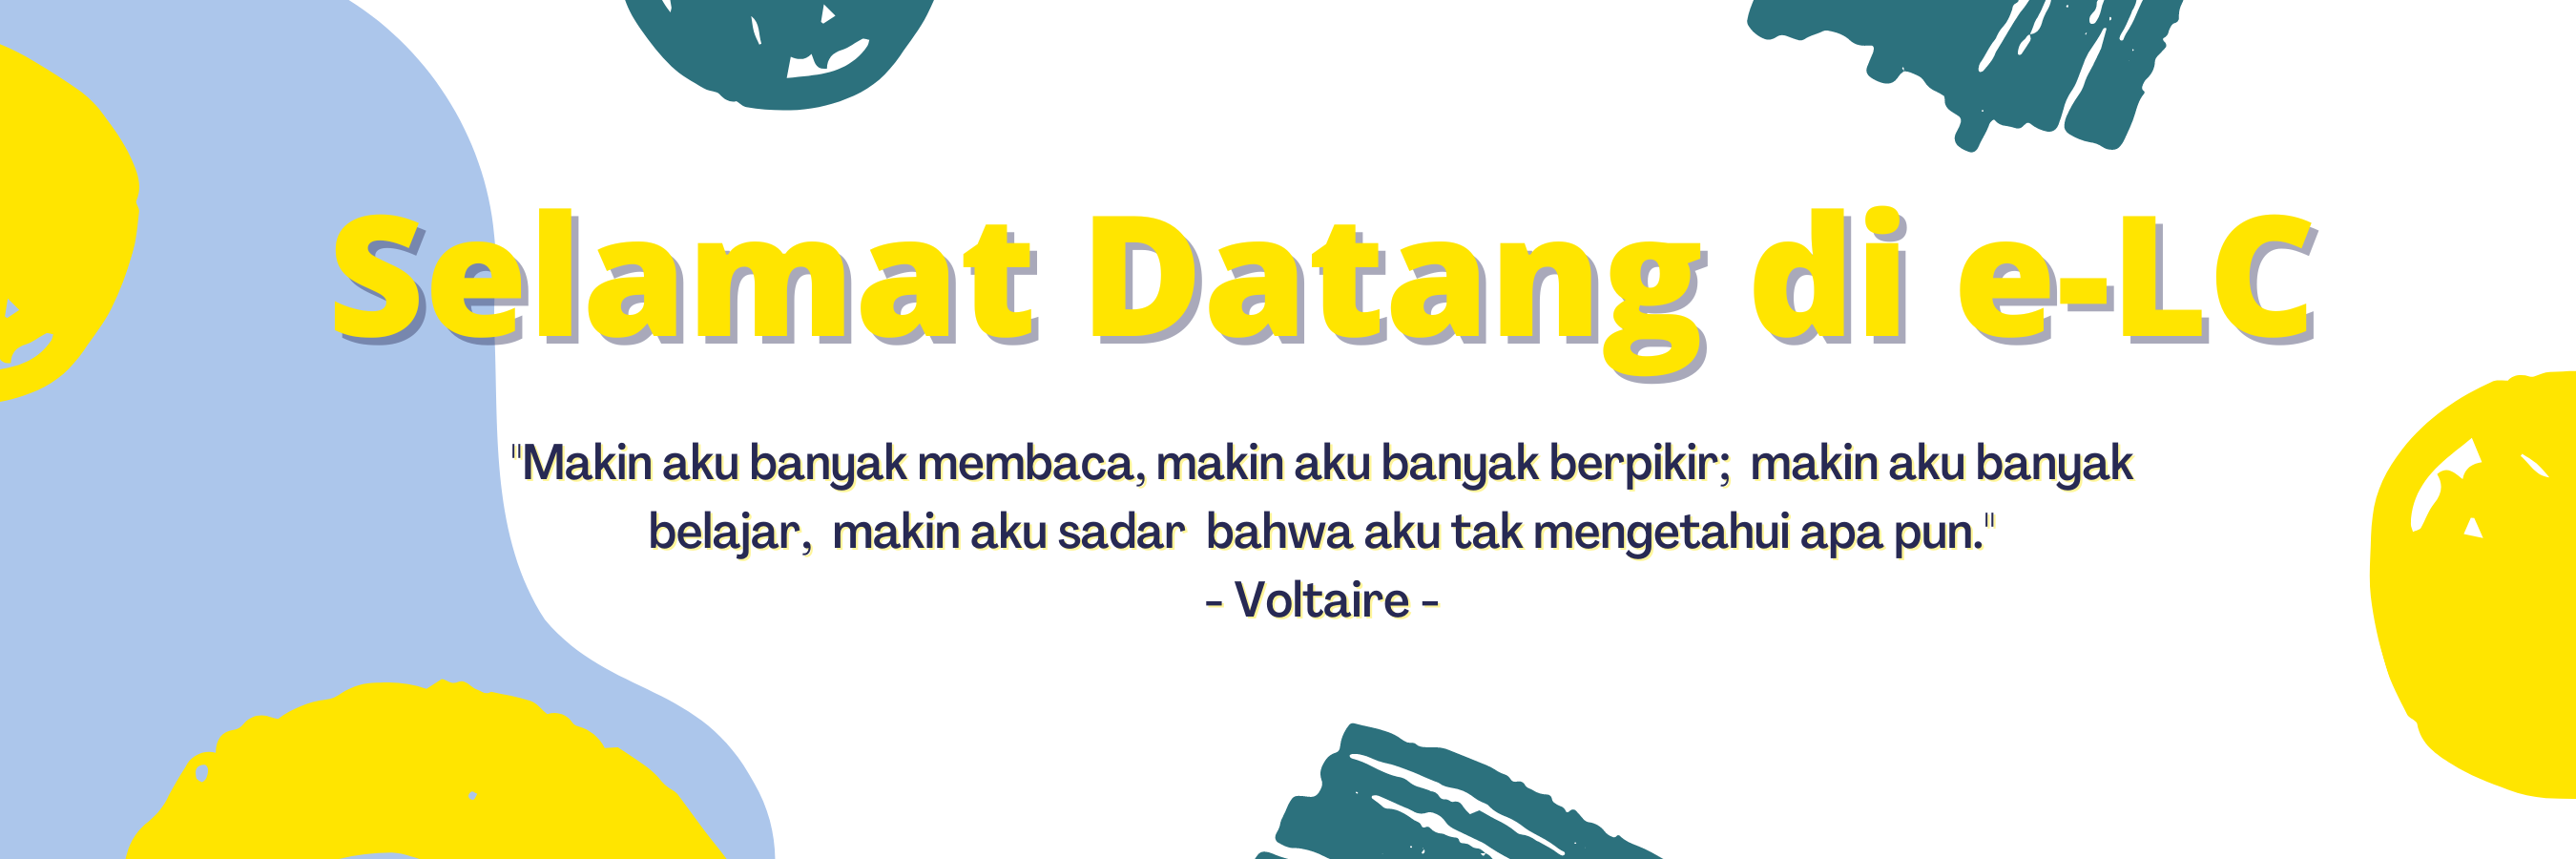 Selamat Datang di e-LC
"Makin aku banyak membaca, makin aku banyak berpikir; makin aku banyak
belajar, makin aku sadar bahwa aku tak mengetahui apa pun."
- Voltaire -